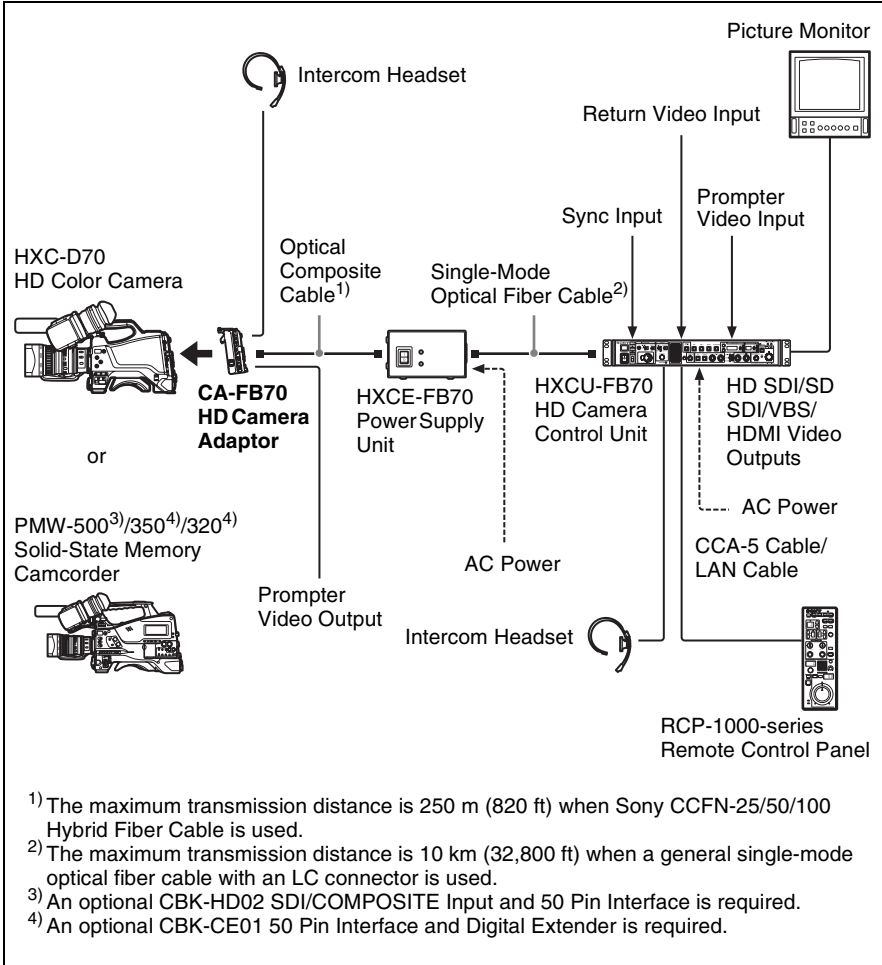 Picture Monitor
Intercom Headset
Return Video Input
Prompter
Video Input
Sync Input
HXC-D70
HD Color Camera
Optical
Composite
Cable1)
Single-Mode
Optical Fiber Cable2)
CA-FB70
HD Camera
Adaptor
HXCE-FB70
Power Supply
Unit
HXCU-FB70
HD Camera
Control Unit
HD SDI/SD
SDI/VBS/
HDMI Video
Outputs
or
AC Power
PMW-5003)/3504)/3204)
Solid-State Memory
Camcorder
CCA-5 Cable/
LAN Cable
AC Power
Prompter
Video Output
Intercom Headset
RCP-1000-series
Remote Control Panel
1) The maximum transmission distance is 250 m (820 ft) when Sony CCFN-25/50/100
Hybrid Fiber Cable is used.
2) The maximum transmission distance is 10 km (32,800 ft) when a general single-mode
optical fiber cable with an LC connector is used.
3) An optional CBK-HD02 SDI/COMPOSITE Input and 50 Pin Interface is required.
4) An optional CBK-CE01 50 Pin Interface and Digital Extender is required.